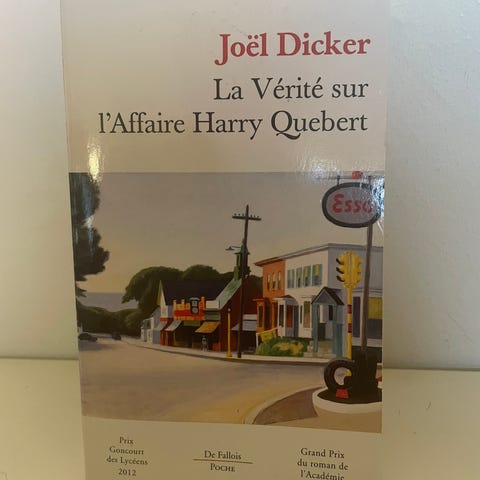 Joël Dicker
La Vérité sur
l'Affaire Harry Quebert
Esso
Prix
Goncourt
des Lycéens
2012
De Fallois
POCHE
Grand Prix
du roman de
l'Académie